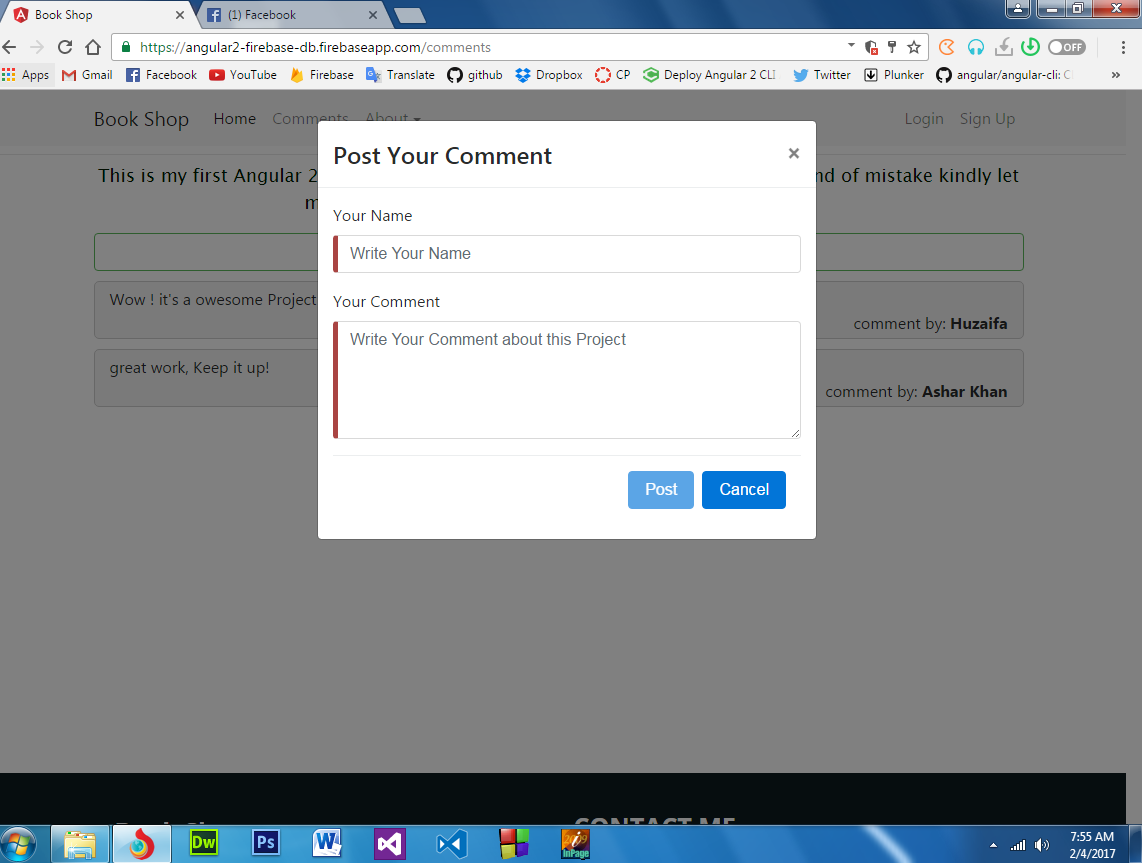 Book Shop
(1) Facebook
https://angular2-firebase-db.firebaseapp.com/comments
OFF
Apps Gmail Facebook YouTube Firebase Translate github Dropbox CP Deploy Angular 2 CLI Twitter Plunker angular/angular-cli: »
Book Shop Home Comments About Login Sign Up
Post Your Comment ×
This is my first Angular 2 nd of mistake kindly let
m
Your Name
Write Your Name
Wow ! it's a owesome Project
Your Comment
comment by: Huzaifa
Write Your Comment about this Project
great work, Keep it up!
comment by: Ashar Khan
Post Cancel
CONTACT ME
Dw Ps W InPage
7:55 AM
2/4/2017